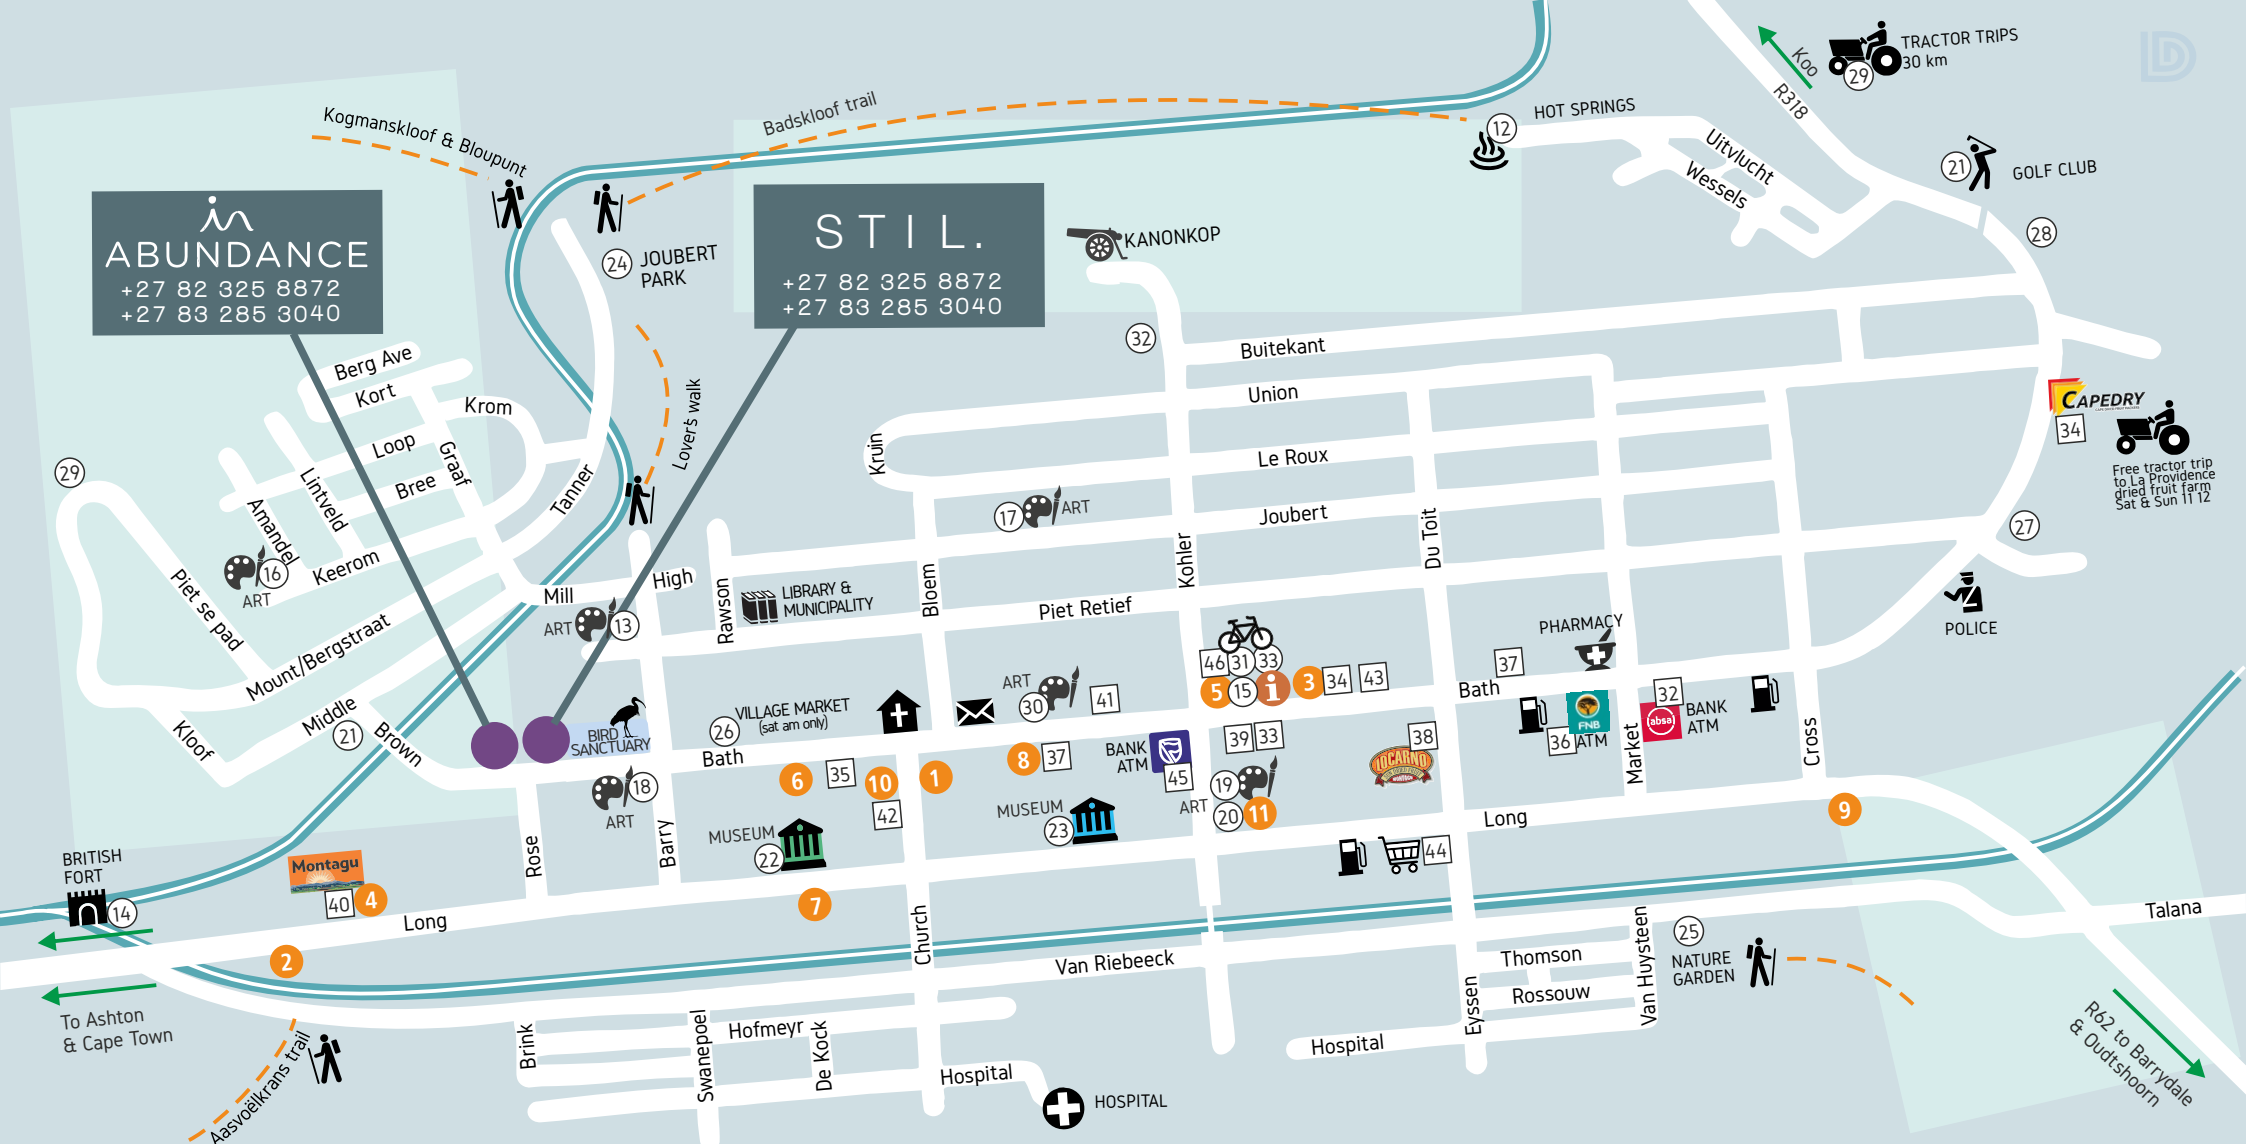 TRACTOR TRIPS
30 km
29
Koo
R318
HOT SPRINGS
12
Uitvlucht
Wessels
21
GOLF CLUB
28
Kogmanskloof & Bloupunt
Badskloof trail
in
ABUNDANCE
+27 82 325 8872
+27 83 285 3040
STIL.
+27 82 325 8872
+27 83 285 3040
24
JOUBERT
PARK
KANONKOP
32
Buitekant
Union
Le Roux
Joubert
Kruin
CAPEDRY
34
Free tractor trip
to La Providence
dried fruit farm
Sat & Sun 11 12
27
POLICE
Berg Ave
Kort
Krom
Loop
Graaf
Bree
Lintveld
Amandel
Keerom
Tanner
Lover's walk
29
16
ART
Piet se pad
Mount/Bergstraat
Middle
21
Brown
Kloof
Mill
High
ART
13
Rawson
LIBRARY &
MUNICIPALITY
17
ART
Bloem
Kohler
Du Toit
Piet Retief
46
31
33
5
15
i
3
34
43
PHARMACY
37
Bath
FNB
36
ATM
32
absa
BANK
ATM
Market
Cross
BIRD
SANCTUARY
26
VILLAGE MARKET
(sat am only)
Bath
ART
30
41
8
37
BANK
ATM
45
39
33
38
LOCARNO
MONTAGU
19
ART
20
11
18
ART
6
35
10
1
42
MUSEUM
22
MUSEUM
23
Rose
Barry
7
Long
44
9
BRITISH
FORT
14
Montagu
40
4
Long
2
To Ashton
& Cape Town
Aasvoëlkrans trail
Church
Van Riebeeck
Brink
Swanepoel
Hofmeyr
De Kock
Hospital
HOSPITAL
Hospital
Eyssen
Thomson
Rossouw
Van Huysteen
25
NATURE
GARDEN
Talana
R62 to Barrydale
& Oudtshoorn